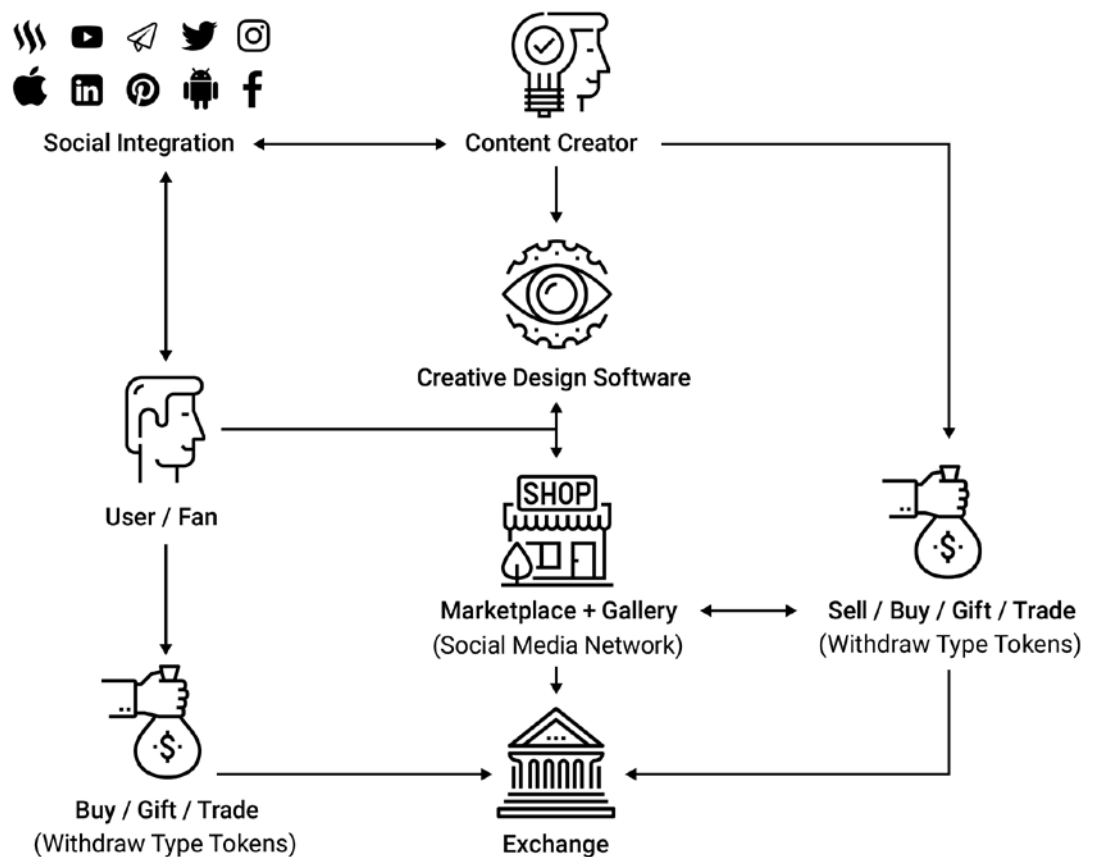 Social Integration
Content Creator
Creative Design Software
User / Fan
SHOP
Marketplace + Gallery
(Social Media Network)
Sell / Buy / Gift / Trade
(Withdraw Type Tokens)
$
Buy / Gift / Trade
(Withdraw Type Tokens)
$
Exchange
in
f